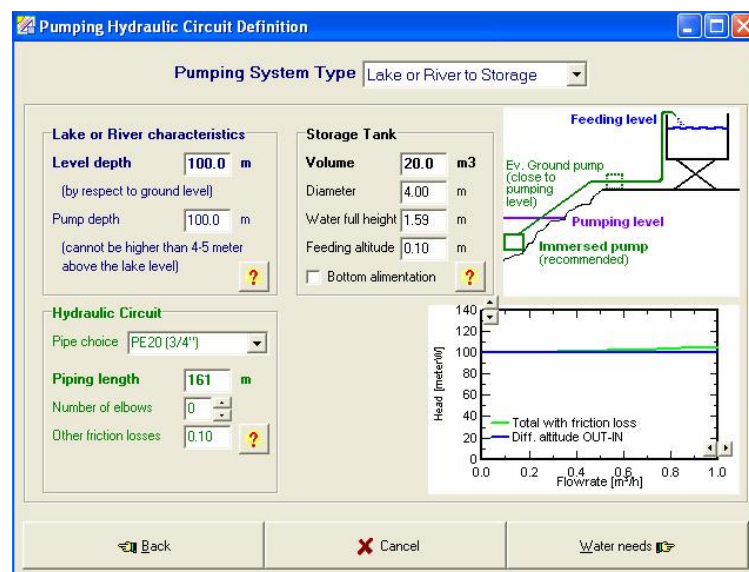 Pumping Hydraulic Circuit Definition
Pumping System Type Lake or River to Storage
Lake or River characteristics
Level depth 100.0 m
(by respect to ground level)
Pump depth 100.0 m
(cannot be higher than 4-5 meter
above the lake level)
?
Storage Tank
Volume 20.0 m3
Diameter 4.00 m
Water full height 1.59 m
Feeding altitude 0.10 m
Bottom alimentation ?
Feeding level
Ev. Ground pump
(close to
pumping
level)
Pumping level
Immersed pump
(recommended)
Hydraulic Circuit
Pipe choice PE20 (3/4")
Piping length 161 m
Number of elbows 0
Other friction losses 0.10 ?
Head [meterW]
140
120
100
80
60
40
20
0
Total with friction loss
Diff. altitude OUT-IN
0.0 0.2 0.4 0.6 0.8 1.0
Flowrate [m³/h]
Back
Cancel
Water needs